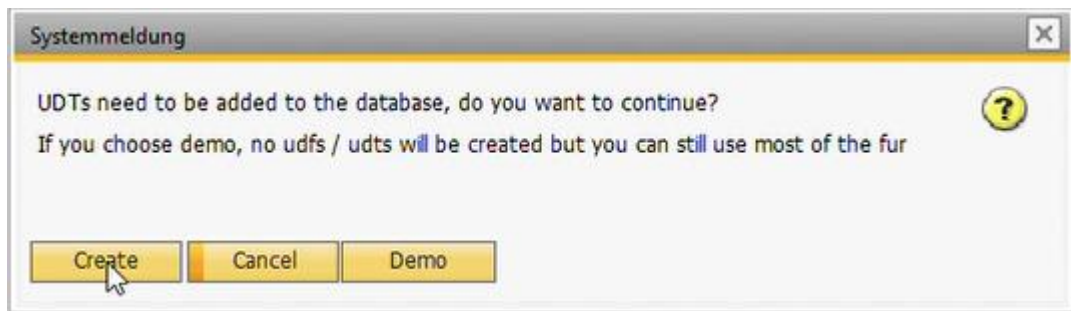 Systemmeldung
UDTs need to be added to the database, do you want to continue?
If you choose demo, no udfs / udts will be created but you can still use most of the fur
Create Cancel Demo